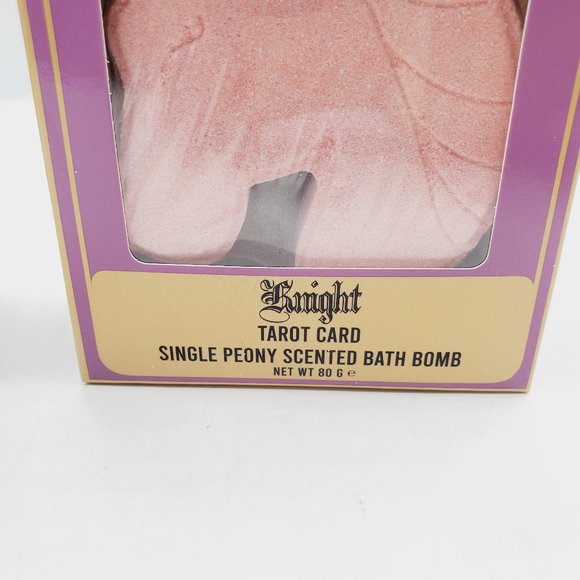 Knight
TAROT CARD
SINGLE PEONY SCENTED BATH BOMB
NET WT 80 G ℮